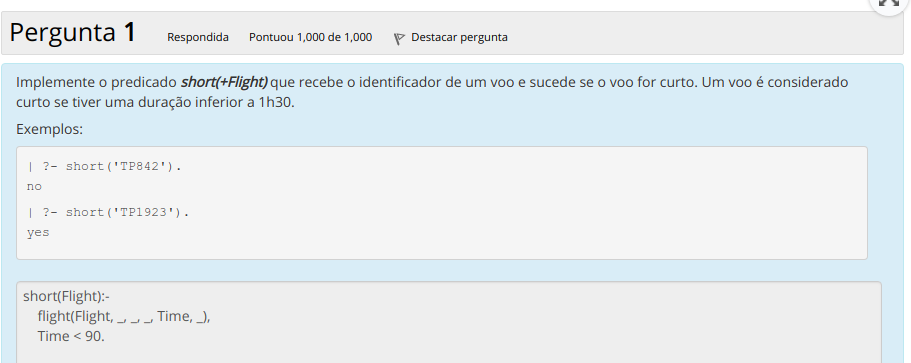 Pergunta 1 Respondida Pontuou 1,000 de 1,000 Destacar pergunta
Implemente o predicado short(+Flight) que recebe o identificador de um voo e sucede se o voo for curto. Um voo é considerado
curto se tiver uma duração inferior a 1h30.
Exemplos:
| ?- short('TP842').
no
| ?- short('TP1923').
yes
short(Flight):-
flight(Flight, _, _, _, Time, _),
Time < 90.